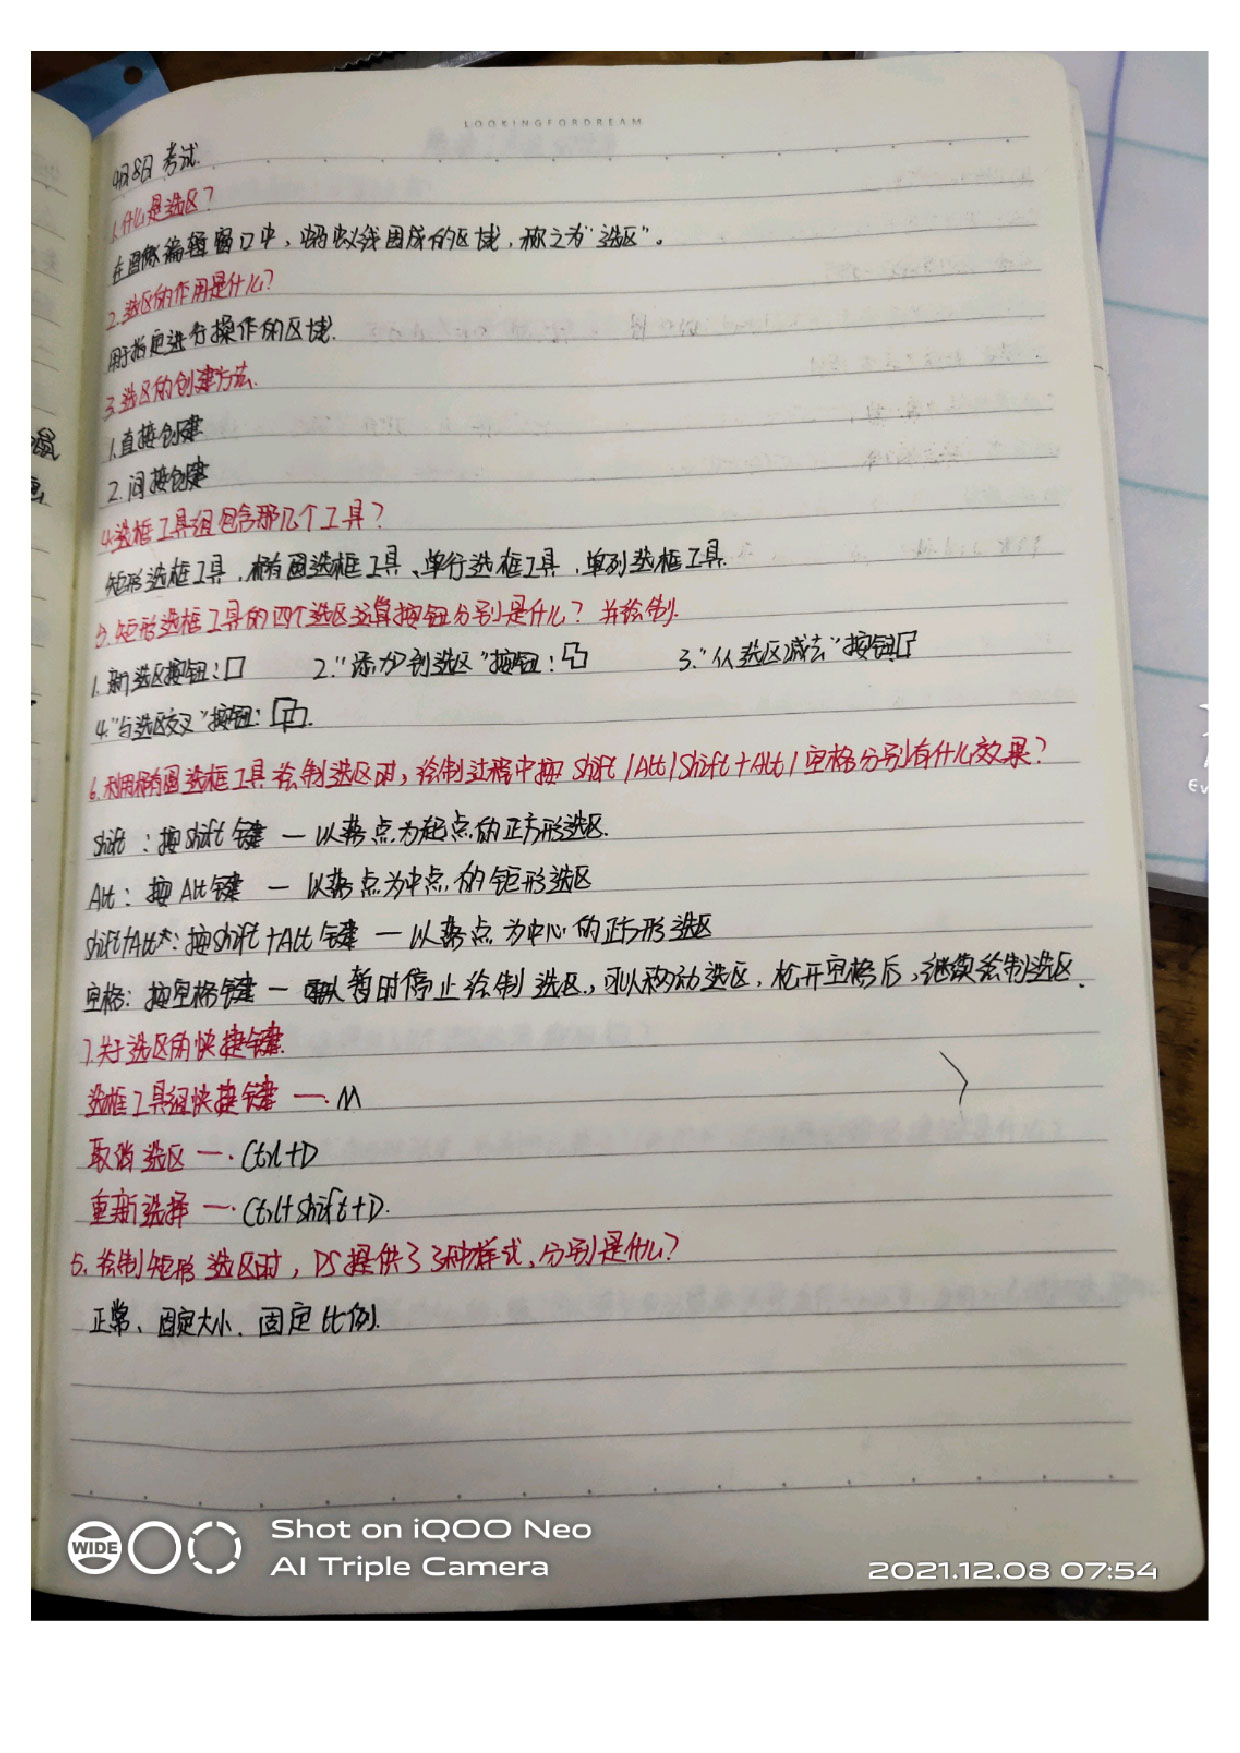 LOOKINGFORDREAM
9月8日 考试.
1.什么是选区?
在图像编辑窗口中，蚂蚁线围成的区域，称之为"选区"。
2.选区的作用是什么?
用于指定进行操作的区域.
3.选区的创建方法.
1.直接创建
2.间接创建
4.选框工具组包含那几个工具?
矩形选框工具、椭圆选框工具、单行选框工具、单列选框工具.
5.矩形选框工具的四个选区运算按钮分别是什么? 并绘制.
1.新选区按钮: 2."添加到选区"按钮: 3."从选区减去"按钮:
4."与选区交叉"按钮:
6.利用椭圆选框工具绘制选区时，绘制过程中按 Shift/Alt/Shift+Alt/空格分别有什么效果?
shift：按shift键 — 以落点为起点的正方形选区.
Alt：按Alt键 — 以落点为中点的矩形选区
shift+Alt：按shift+Alt键 — 以落点为中心的正方形选区
空格：按空格键 — 暂时停止绘制选区，可以移动选区，松开空格后，继续绘制选区.
7.关于选区的快捷键.
选框工具组快捷键 — M
取消选区 — Ctrl+D
重新选择 — Ctrl+Shift+D.
5.绘制矩形选区时，PS提供了3种样式、分别是什么?
正常、固定大小、固定比例.
WIDE
Shot on iQOO Neo
AI Triple Camera
2021.12.08 07:54